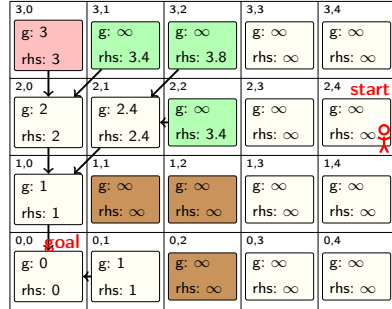 3,0 3,1 3,2 3,3 3,4
g: 3 g: ∞ g: ∞ g: ∞ g: ∞
rhs: 3 rhs: 3.4 rhs: 3.8 rhs: ∞ rhs: ∞
2,0 2,1 2,2 2,3 2,4
start
g: 2 g: 2.4 g: ∞ g: ∞ g: ∞
rhs: 2 rhs: 2.4 rhs: 3.4 rhs: ∞ rhs: ∞
1,0 1,1 1,2 1,3 1,4
g: 1 g: ∞ g: ∞ g: ∞ g: ∞
rhs: 1 rhs: ∞ rhs: ∞ rhs: ∞ rhs: ∞
0,0 0,1 0,2 0,3 0,4
goal
g: 0 g: 1 g: ∞ g: ∞ g: ∞
rhs: 0 rhs: 1 rhs: ∞ rhs: ∞ rhs: ∞